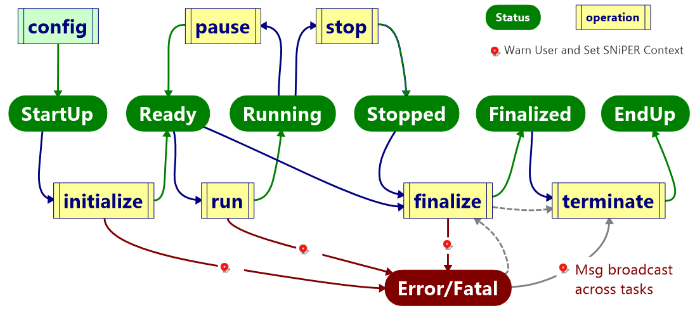 config
pause
stop
Status
operation
Warn User and Set SNiPER Context
StartUp
Ready
Running
Stopped
Finalized
EndUp
initialize
run
finalize
terminate
Error/Fatal
Msg broadcast
across tasks